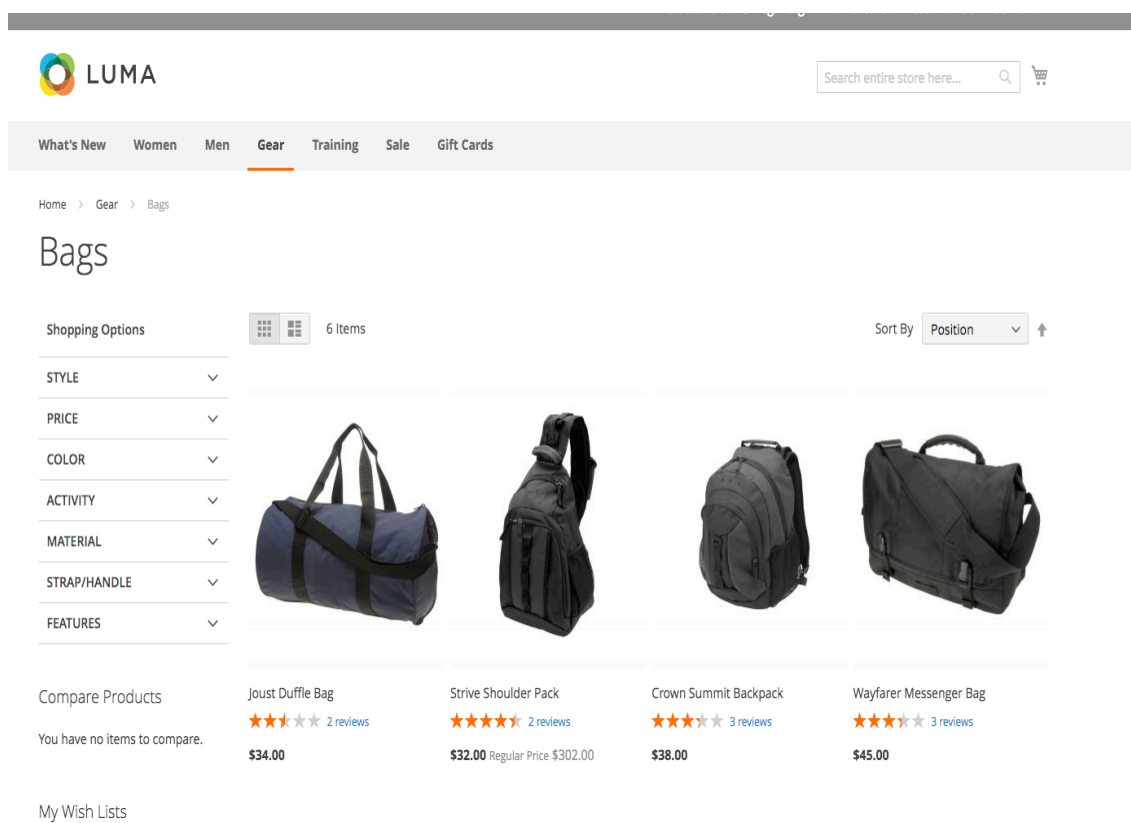 LUMA
Search entire store here...
What's New Women Men Gear Training Sale Gift Cards
Home > Gear > Bags
Bags
Shopping Options
6 Items
Sort By Position
STYLE
PRICE
COLOR
ACTIVITY
MATERIAL
STRAP/HANDLE
FEATURES
Joust Duffle Bag
2 reviews
$34.00
Strive Shoulder Pack
2 reviews
$32.00 Regular Price $302.00
Crown Summit Backpack
3 reviews
$38.00
Wayfarer Messenger Bag
3 reviews
$45.00
Compare Products
You have no items to compare.
My Wish Lists